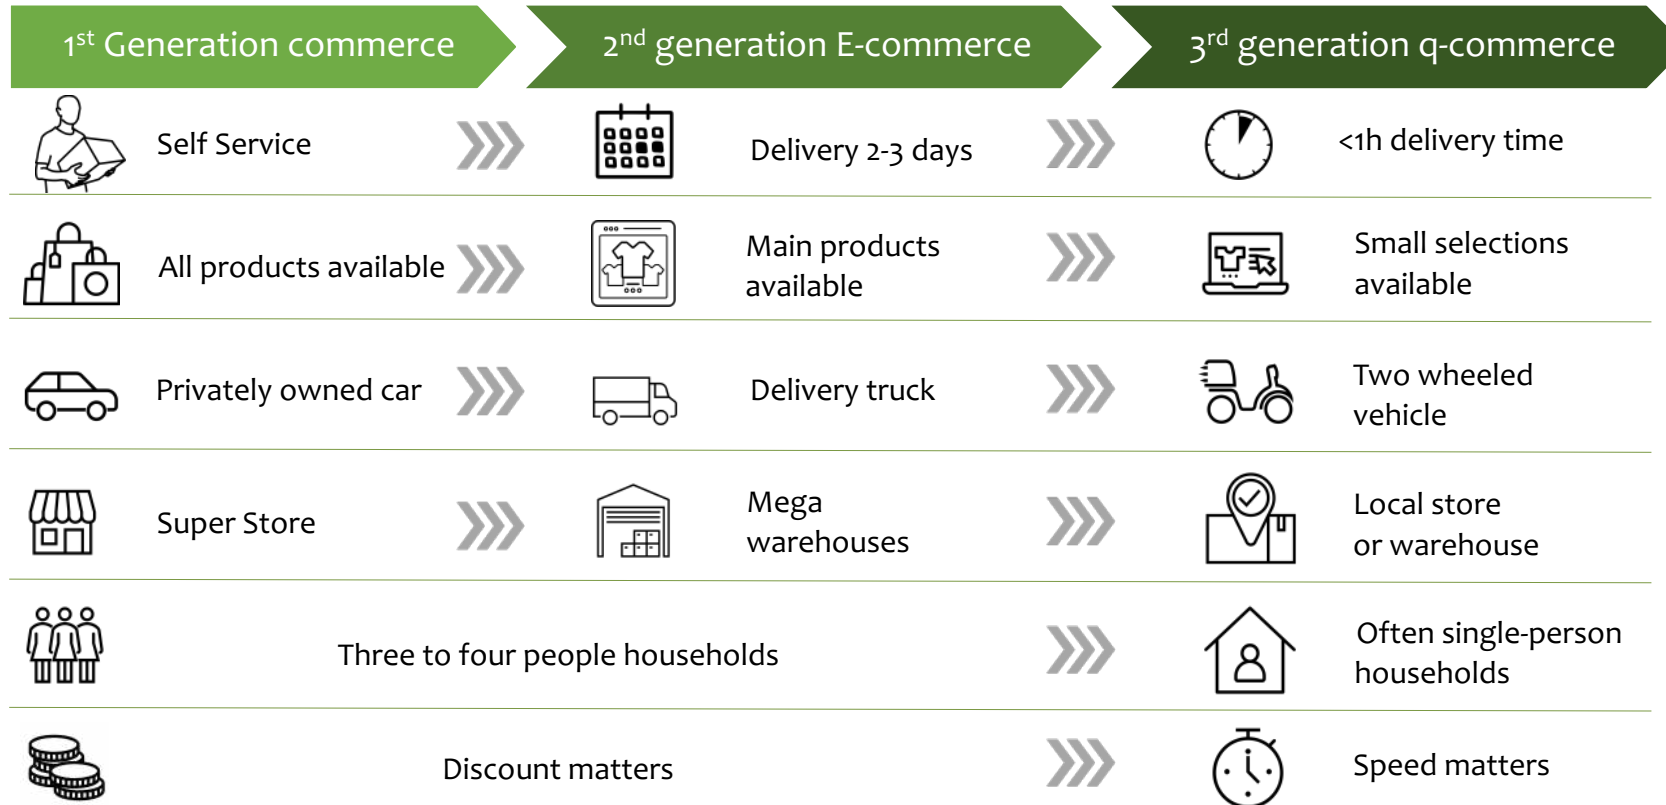 1st Generation commerce
2nd generation E-commerce
3rd generation q-commerce
Self Service
Delivery 2-3 days
<1h delivery time
All products available
Main products
available
Small selections
available
Privately owned car
Delivery truck
Two wheeled
vehicle
Super Store
Mega
warehouses
Local store
or warehouse
Three to four people households
Often single-person
households
Discount matters
Speed matters